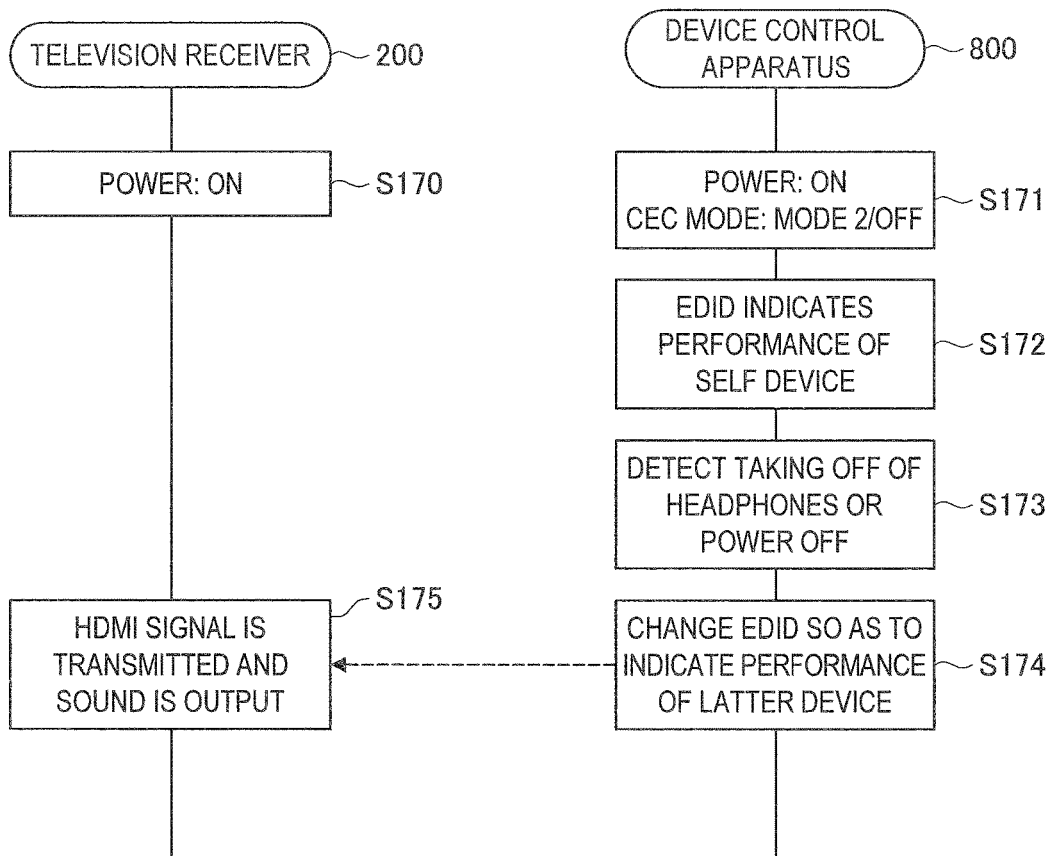 TELEVISION RECEIVER
200
DEVICE CONTROL
APPARATUS
800
POWER: ON
S170
POWER: ON
CEC MODE: MODE 2/OFF
S171
EDID INDICATES
PERFORMANCE OF
SELF DEVICE
S172
DETECT TAKING OFF OF
HEADPHONES OR
POWER OFF
S173
HDMI SIGNAL IS
TRANSMITTED AND
SOUND IS OUTPUT
S175
CHANGE EDID SO AS TO
INDICATE PERFORMANCE
OF LATTER DEVICE
S174